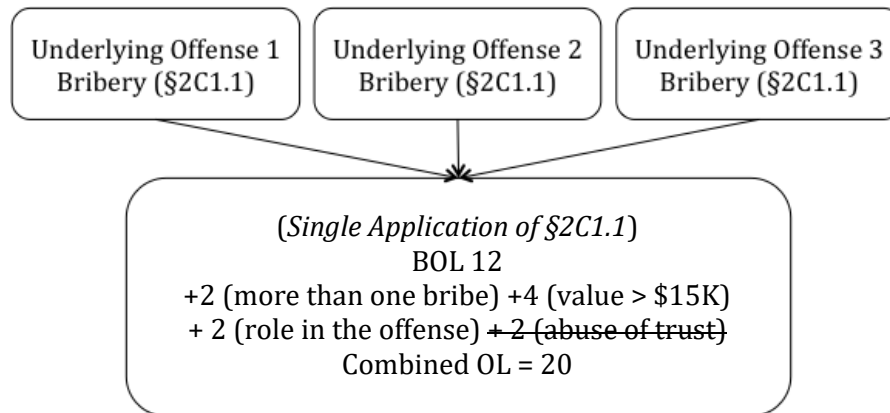 Underlying Offense 1
Bribery (§2C1.1)
Underlying Offense 2
Bribery (§2C1.1)
Underlying Offense 3
Bribery (§2C1.1)
(Single Application of §2C1.1)
BOL 12
+2 (more than one bribe) +4 (value > $15K)
+ 2 (role in the offense) + 2 (abuse of trust)
Combined OL = 20